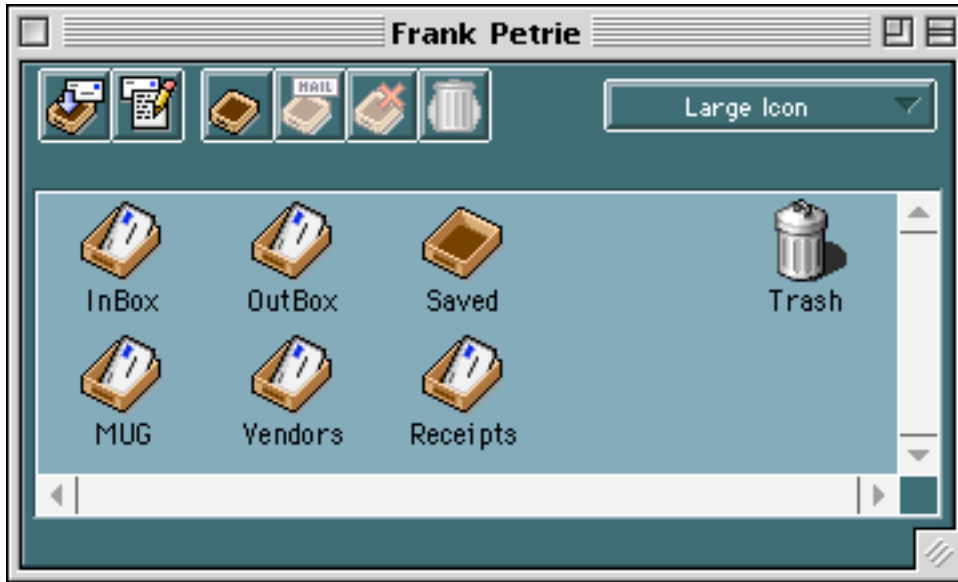 Frank Petrie
MAIL
Large Icon
InBox OutBox Saved Trash
MUG Vendors Receipts